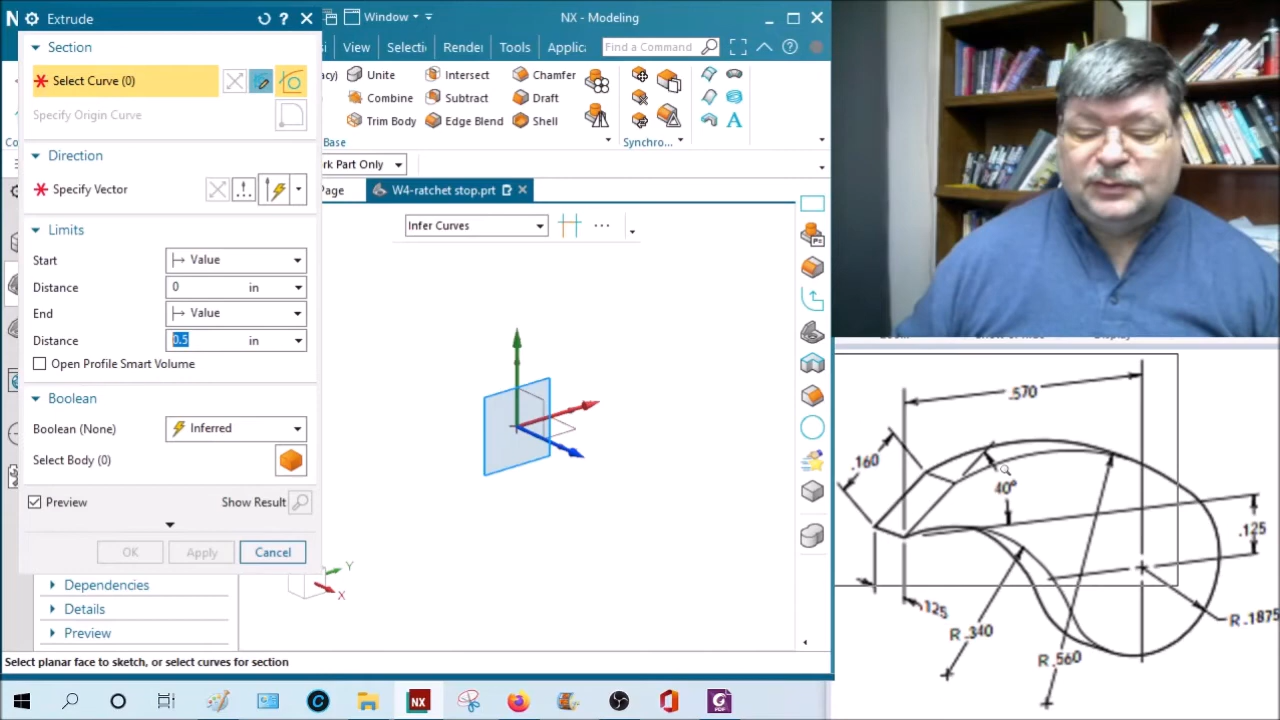 Extrude
Window
NX - Modeling
View Selecti Render Tools Applic Find a Command
Section
Select Curve (0)
Specify Origin Curve
acy) Unite Intersect Chamfer
Combine Subtract Draft
Trim Body Edge Blend Shell
Base Synchro...
rk Part Only
Page W4-ratchet stop.prt
Infer Curves
Direction
Specify Vector
Limits
Start Value
Distance 0 in
End Value
Distance 0.5 in
Open Profile Smart Volume
Boolean
Boolean (None) Inferred
Select Body (0)
Preview Show Result
OK Apply Cancel
Dependencies
Details
Preview
Y
X
Select planar face to sketch, or select curves for section
.570
.160
40°
.125
.125
R.1875
R.340
R.560